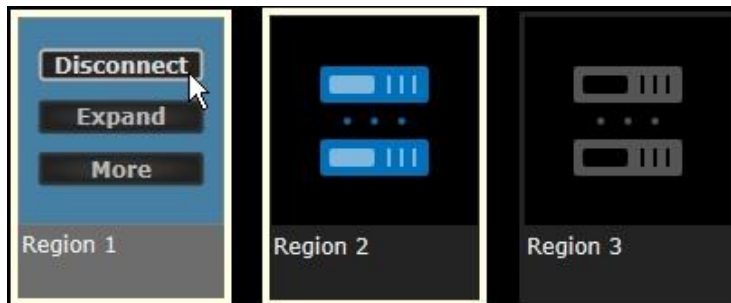 Disconnect
Expand
More
Region 1
Region 2
Region 3